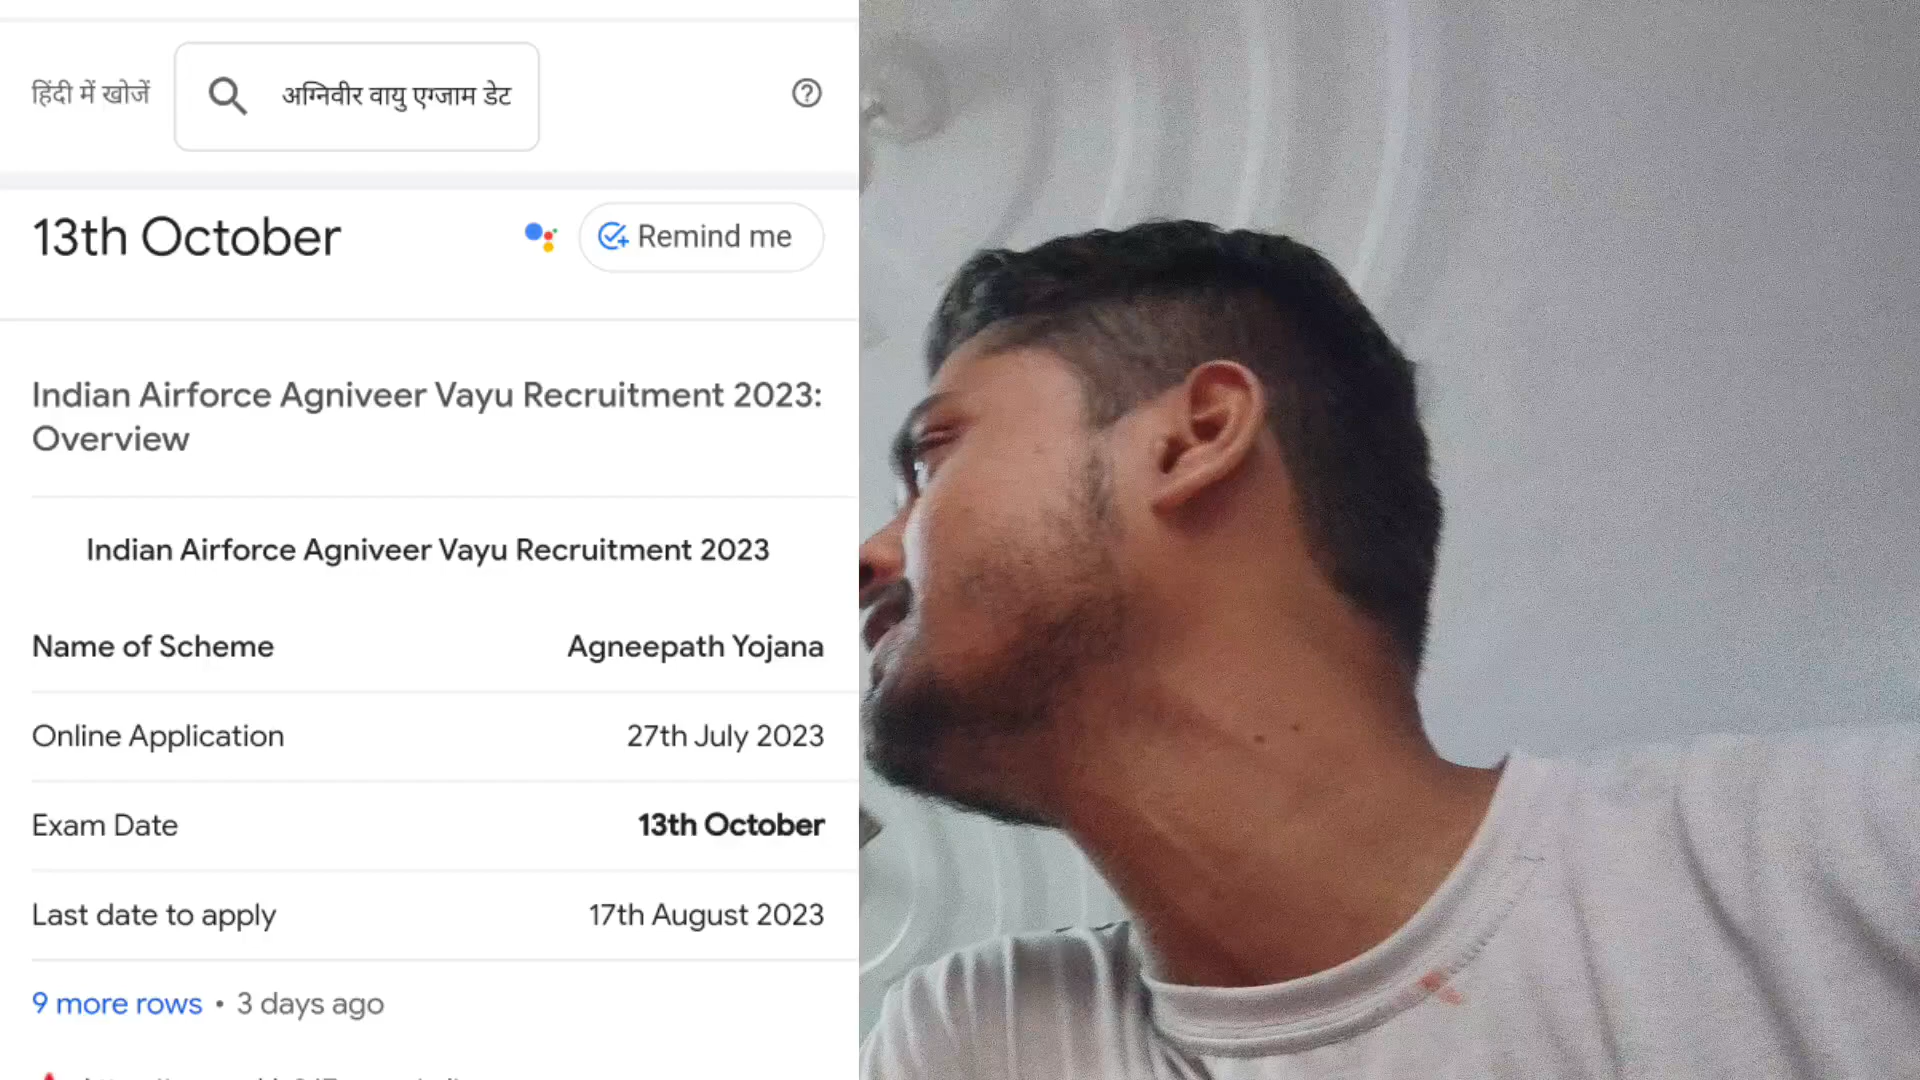 हिंदी में खोजें
अग्निवीर वायु एग्जाम डेट
13th October
Remind me
Indian Airforce Agniveer Vayu Recruitment 2023:
Overview
Indian Airforce Agniveer Vayu Recruitment 2023
Name of Scheme Agneepath Yojana
Online Application 27th July 2023
Exam Date 13th October
Last date to apply 17th August 2023
9 more rows • 3 days ago